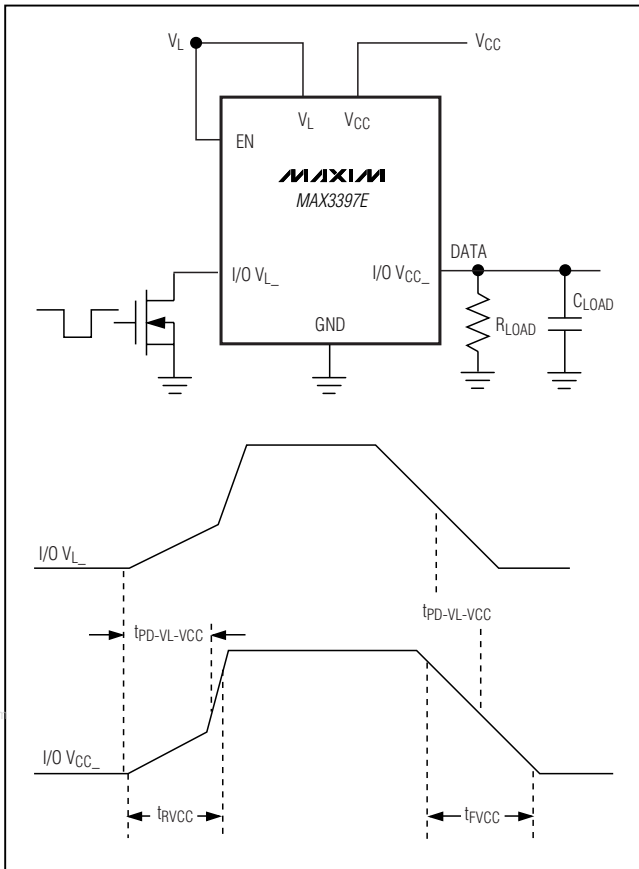 VL
VCC
VL VCC
EN
MAXIM
MAX3397E
DATA
I/O VL_
I/O VCC_
CLOAD
RLOAD
GND
I/O VL_
tPD-VL-VCC
tPD-VL-VCC
I/O VCC_
tRVCC
tFVCC